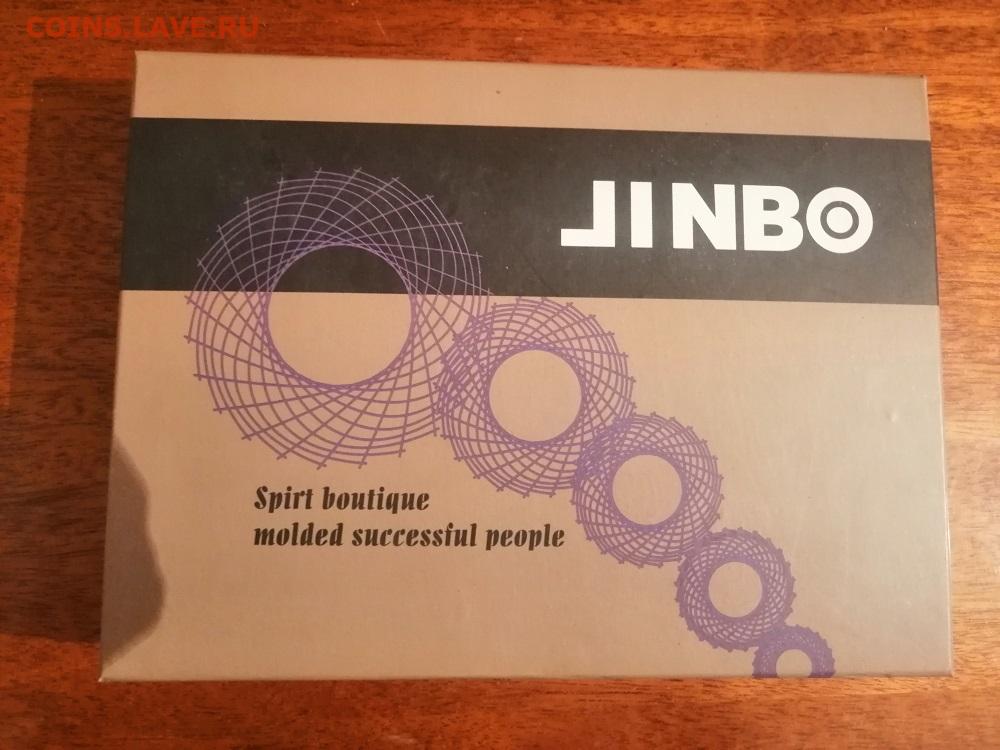 COINS.LAVE.RU
JINBO
Spirt boutique
molded successful people